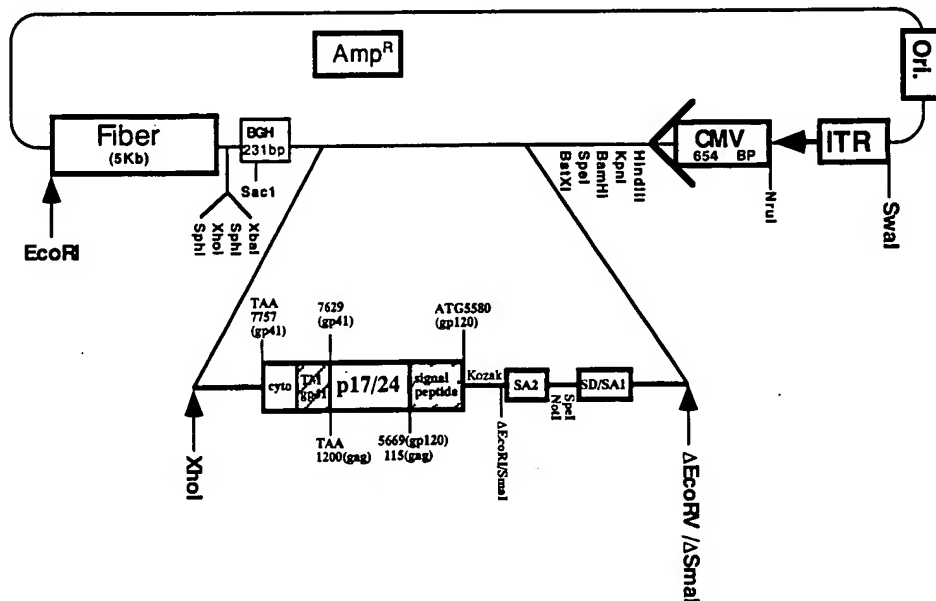 Amp^R
Ori.
Fiber
(5Kb)
BGH
231bp
CMV
654 BP
ITR
Sac1
HindIII
KpnI
BamHI
SpeI
BstXI
NruI
SwaI
EcoRI
XbaI
SphI
XhoI
SphI
TAA
7757
(gp41)
7629
(gp41)
ATG5580
(gp120)
cyto
TM
gp41
p17/24
signal
peptide
Kozak
SA2
SD/SA1
SpeI
NotI
TAA
1200(gag)
5669(gp120)
115(gag)
ΔEcoRI/SmaI
XhoI
ΔEcoRV /ΔSmaI